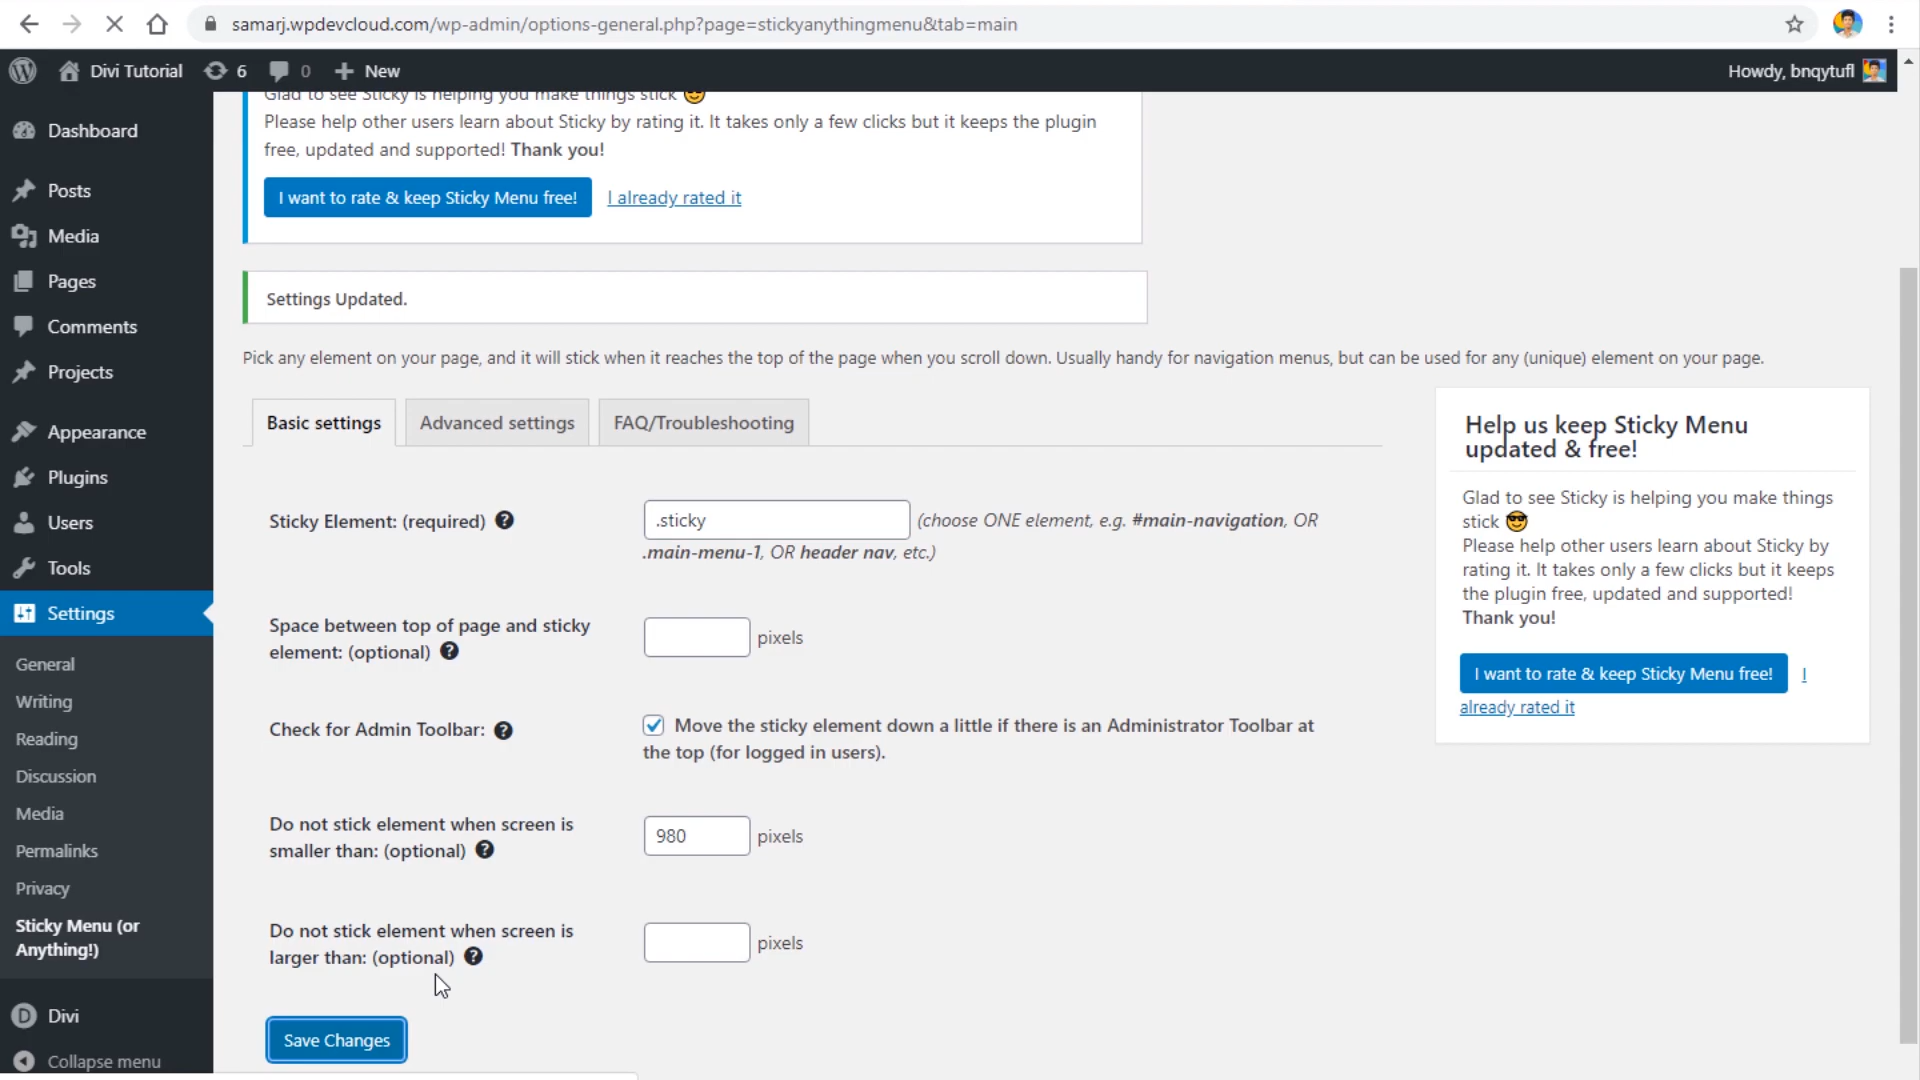 samarj.wpdevcloud.com/wp-admin/options-general.php?page=stickyanythingmenu&tab=main
Divi Tutorial 6 0 New Howdy, bnqytufl
Dashboard
Posts
Media
Pages
Comments
Projects
Appearance
Plugins
Users
Tools
Settings
General
Writing
Reading
Discussion
Media
Permalinks
Privacy
Sticky Menu (or
Anything!)
Divi
Collapse menu
Glad to see Sticky is helping you make things stick 😎
Please help other users learn about Sticky by rating it. It takes only a few clicks but it keeps the plugin
free, updated and supported! Thank you!
I want to rate & keep Sticky Menu free! I already rated it
Settings Updated.
Pick any element on your page, and it will stick when it reaches the top of the page when you scroll down. Usually handy for navigation menus, but can be used for any (unique) element on your page.
Basic settings Advanced settings FAQ/Troubleshooting
Sticky Element: (required) ? .sticky (choose ONE element, e.g. #main-navigation, OR
.main-menu-1, OR header nav, etc.)
Space between top of page and sticky
element: (optional) ? pixels
Check for Admin Toolbar: ? Move the sticky element down a little if there is an Administrator Toolbar at
the top (for logged in users).
Do not stick element when screen is
smaller than: (optional) ? 980 pixels
Do not stick element when screen is
larger than: (optional) ? pixels
Save Changes
Help us keep Sticky Menu
updated & free!
Glad to see Sticky is helping you make things
stick 😎
Please help other users learn about Sticky by
rating it. It takes only a few clicks but it keeps
the plugin free, updated and supported!
Thank you!
I want to rate & keep Sticky Menu free! I
already rated it